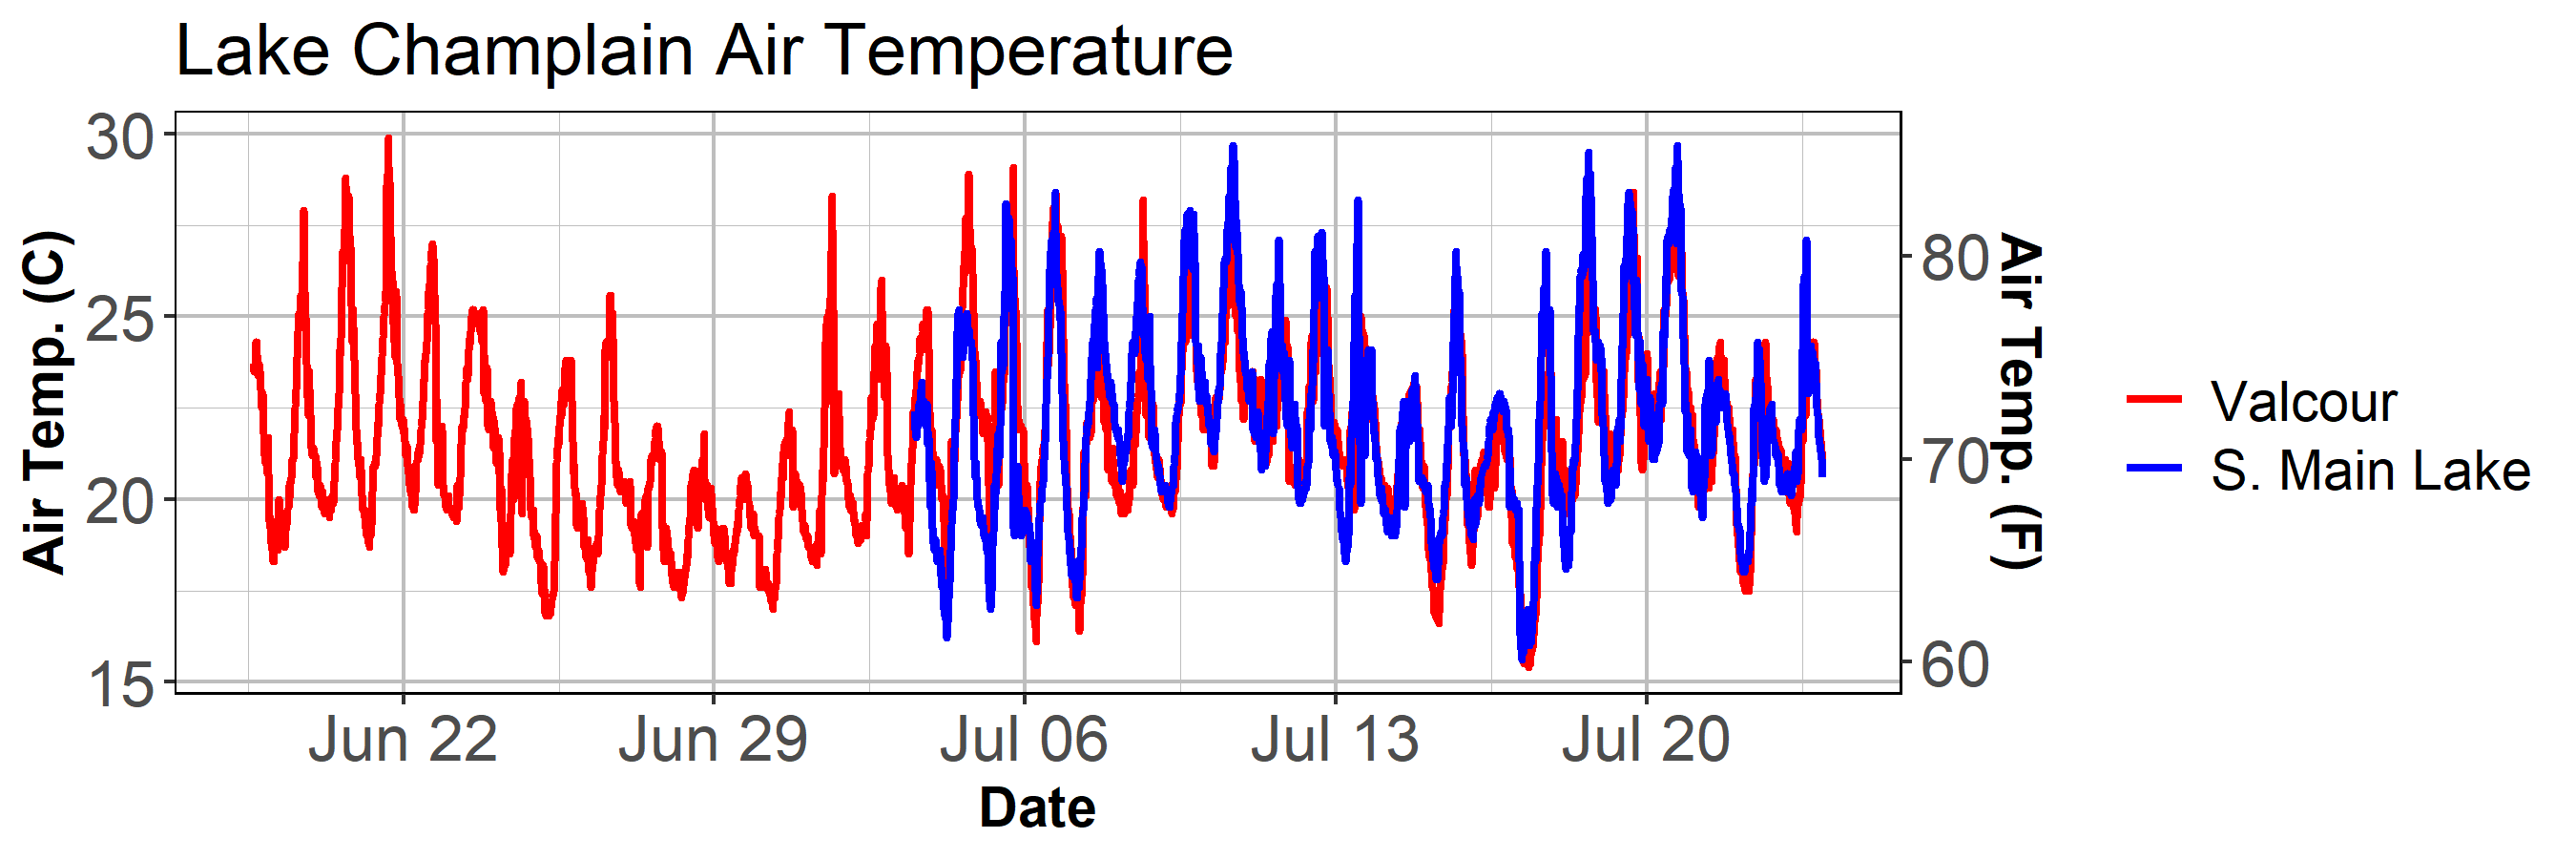 Lake Champlain Air Temperature
Air Temp. (C)
30
25
20
15
80
70
60
Air Temp. (F)
Jun 22 Jun 29 Jul 06 Jul 13 Jul 20
Date
Valcour
S. Main Lake